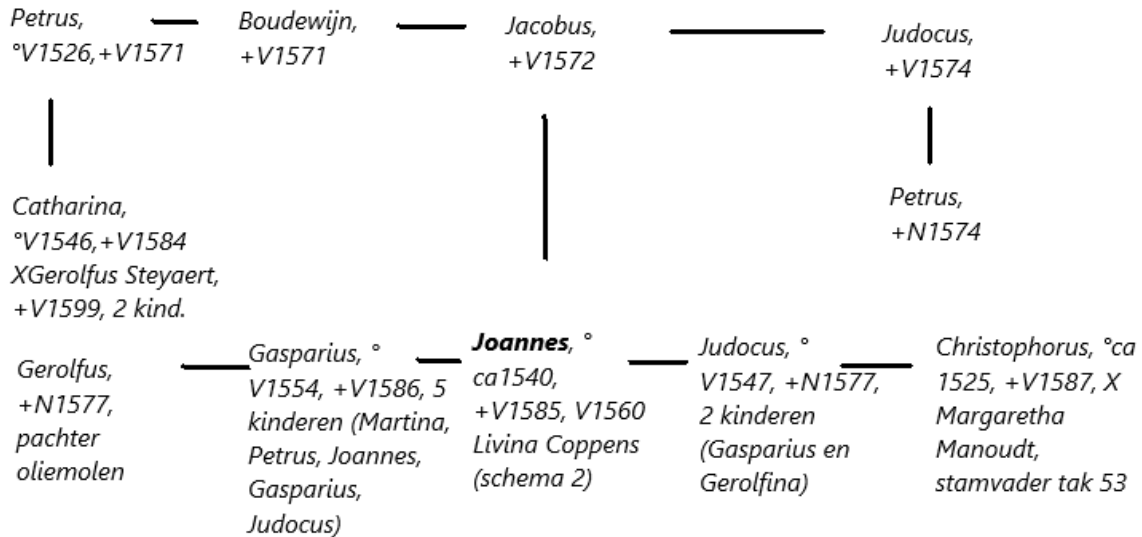 Petrus,
°V1526,+V1571
Boudewijn,
+V1571
Jacobus,
+V1572
Judocus,
+V1574
Catharina,
°V1546,+V1584
XGerolfus Steyaert,
+V1599, 2 kind.
Petrus,
+N1574
Gerolfus,
+N1577,
pachter
oliemolen
Gasparius, °
V1554, +V1586, 5
kinderen (Martina,
Petrus, Joannes,
Gasparius,
Judocus)
Joannes, °
ca1540,
+V1585, V1560
Livina Coppens
(schema 2)
Judocus, °
V1547, +N1577,
2 kinderen
(Gasparius en
Gerolfina)
Christophorus, °ca
1525, +V1587, X
Margaretha
Manoudt,
stamvader tak 53